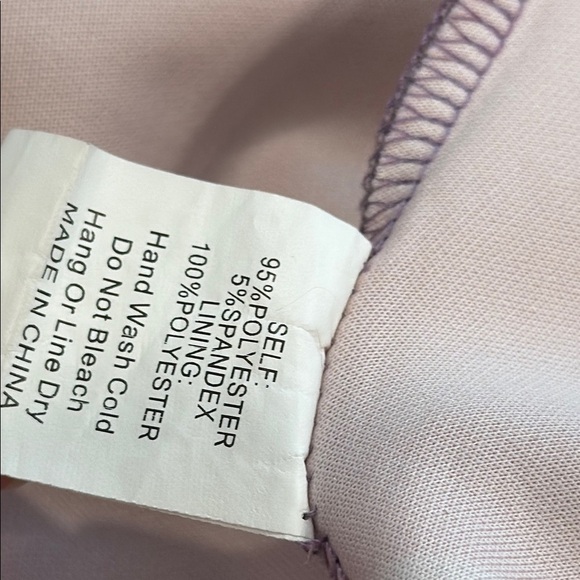 SELF:
95%POLYESTER
5%SPANDEX
LINING:
100%POLYESTER
Hand Wash Cold
Do Not Bleach
Hang Or Line Dry
MADE IN CHINA